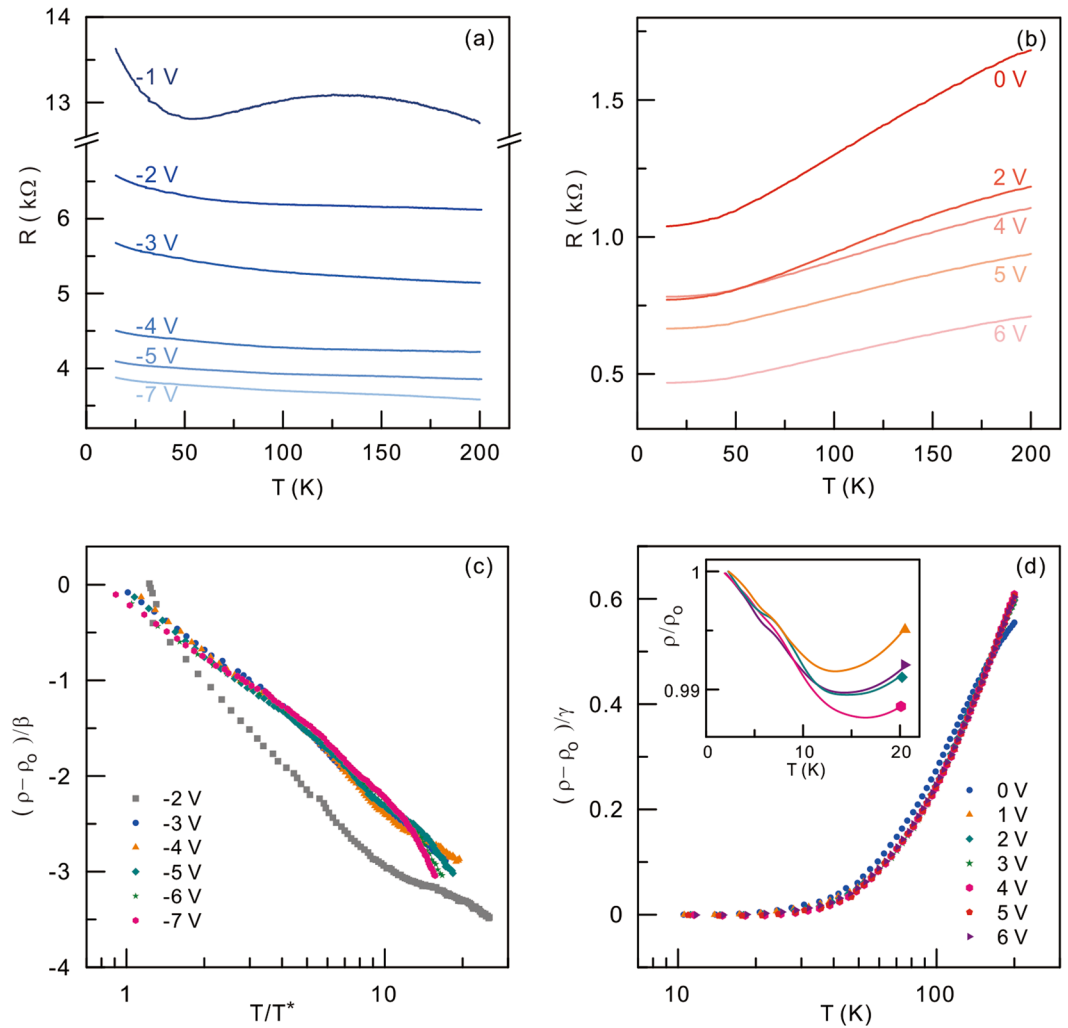 (a)
14
13
6
5
4
R ( kΩ )
-1 V
-2 V
-3 V
-4 V
-5 V
-7 V
0 50 100 150 200
T (K)
(b)
1.5
1.0
0.5
R ( kΩ )
0 V
2 V
4 V
5 V
6 V
0 50 100 150 200
T (K)
(c)
0
-1
-2
-3
-4
( ρ− ρo )/β
-2 V
-3 V
-4 V
-5 V
-6 V
-7 V
1 10
T/T*
(d)
0.6
0.4
0.2
0
( ρ− ρo )/γ
1
0.99
ρ/ρo
0 10 20
T (K)
0 V
1 V
2 V
3 V
4 V
5 V
6 V
10 100
T (K)